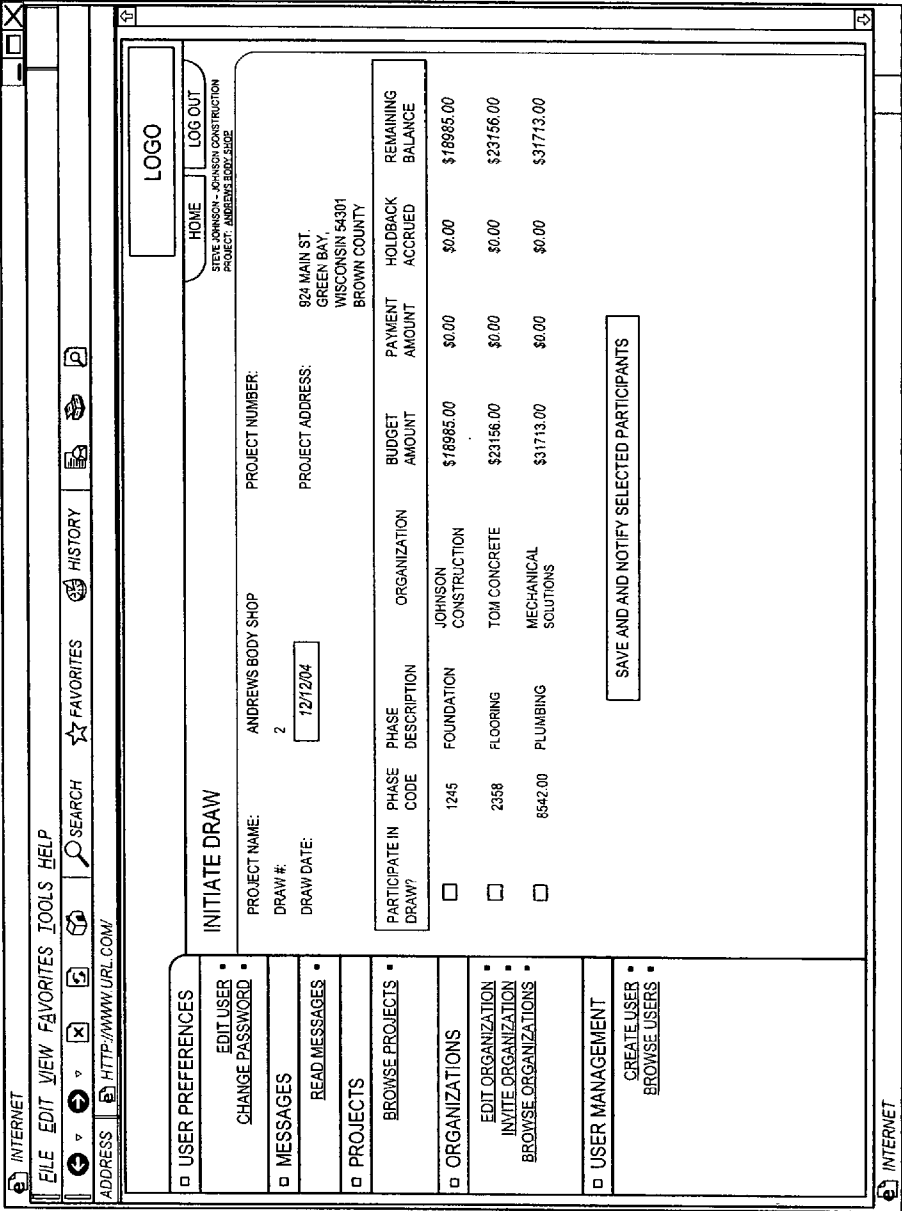 INTERNET
FILE EDIT VIEW FAVORITES TOOLS HELP
SEARCH FAVORITES HISTORY
ADDRESS HTTP://WWW.URL.COM/
LOGO
HOME LOG OUT
STEVE JOHNSON - JOHNSON CONSTRUCTION
PROJECT: ANDREWS BODY SHOP
USER PREFERENCES
EDIT USER
CHANGE PASSWORD
MESSAGES
READ MESSAGES
PROJECTS
BROWSE PROJECTS
ORGANIZATIONS
EDIT ORGANIZATION
INVITE ORGANIZATION
BROWSE ORGANIZATIONS
USER MANAGEMENT
CREATE USER
BROWSE USERS
INITIATE DRAW
PROJECT NAME: ANDREWS BODY SHOP PROJECT NUMBER:
DRAW #: 2
DRAW DATE: 12/12/04 PROJECT ADDRESS: 924 MAIN ST.
GREEN BAY,
WISCONSIN 54301
BROWN COUNTY
PARTICIPATE IN PHASE PHASE ORGANIZATION BUDGET PAYMENT HOLDBACK REMAINING
DRAW? CODE DESCRIPTION AMOUNT AMOUNT ACCRUED BALANCE
1245 FOUNDATION JOHNSON $18985.00 $0.00 $0.00 $18985.00
CONSTRUCTION
2358 FLOORING TOM CONCRETE $23156.00 $0.00 $0.00 $23156.00
8542.00 PLUMBING MECHANICAL $31713.00 $0.00 $0.00 $31713.00
SOLUTIONS
SAVE AND AND NOTIFY SELECTED PARTICIPANTS
INTERNET